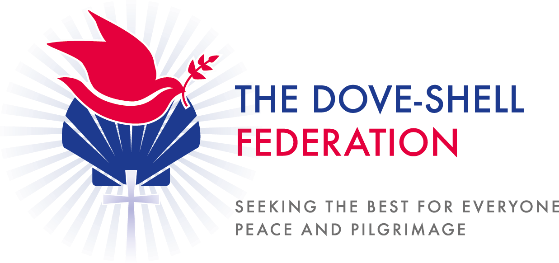 THE DOVE-SHELL
FEDERATION
SEEKING THE BEST FOR EVERYONE
PEACE AND PILGRIMAGE